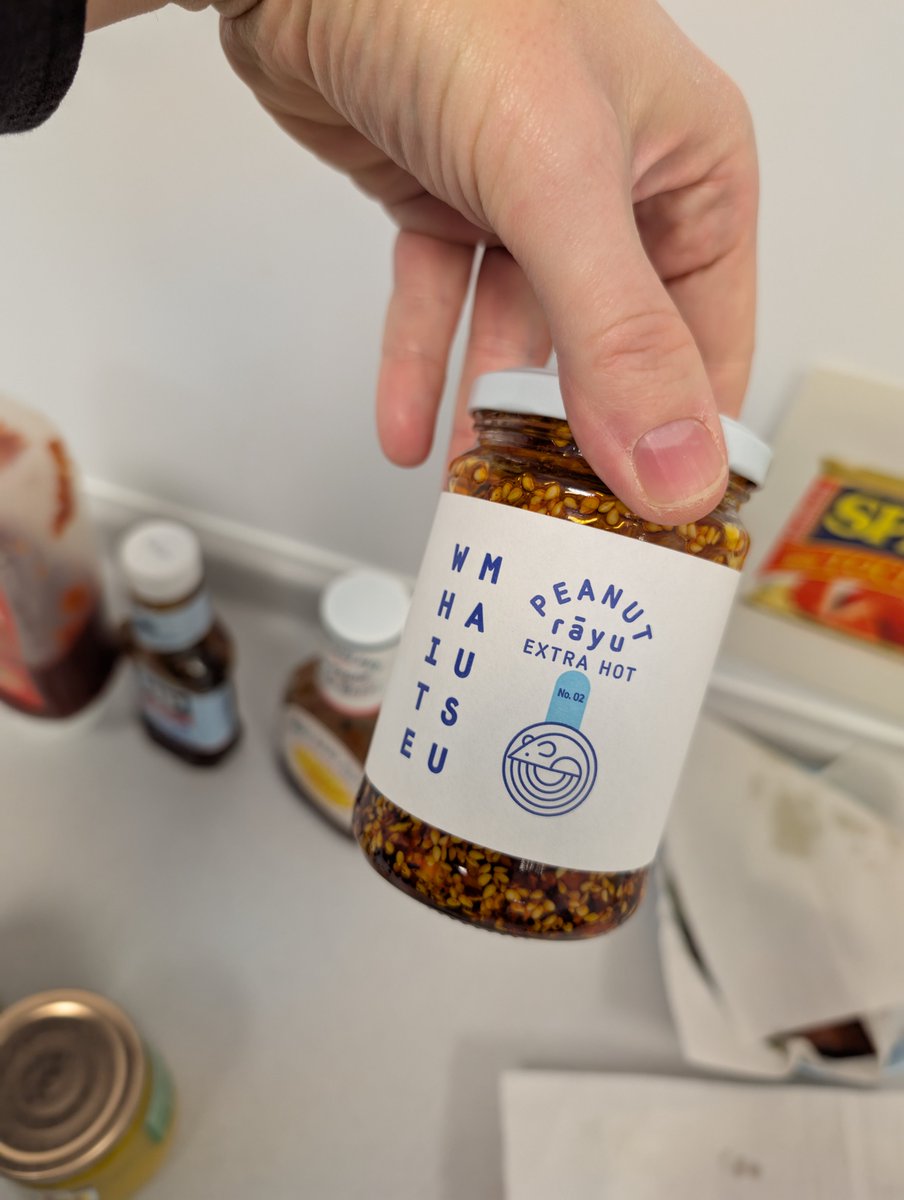 WHITE
MAUSU
PEANUT
rāyu
EXTRA HOT
No. 02